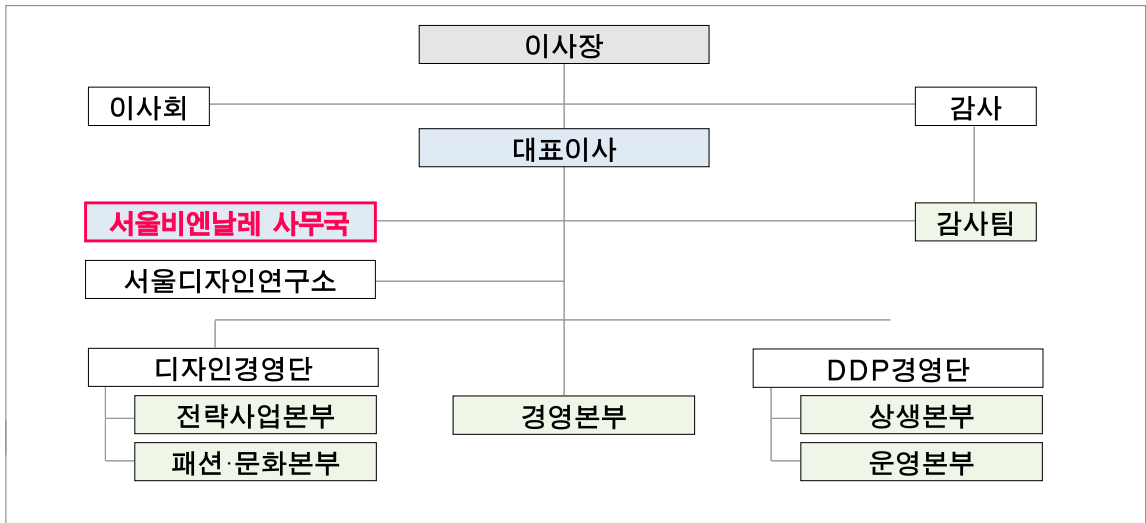 이사장
이사회
감사
대표이사
서울비엔날레 사무국
감사팀
서울디자인연구소
디자인경영단
DDP경영단
전략사업본부
경영본부
상생본부
패션·문화본부
운영본부